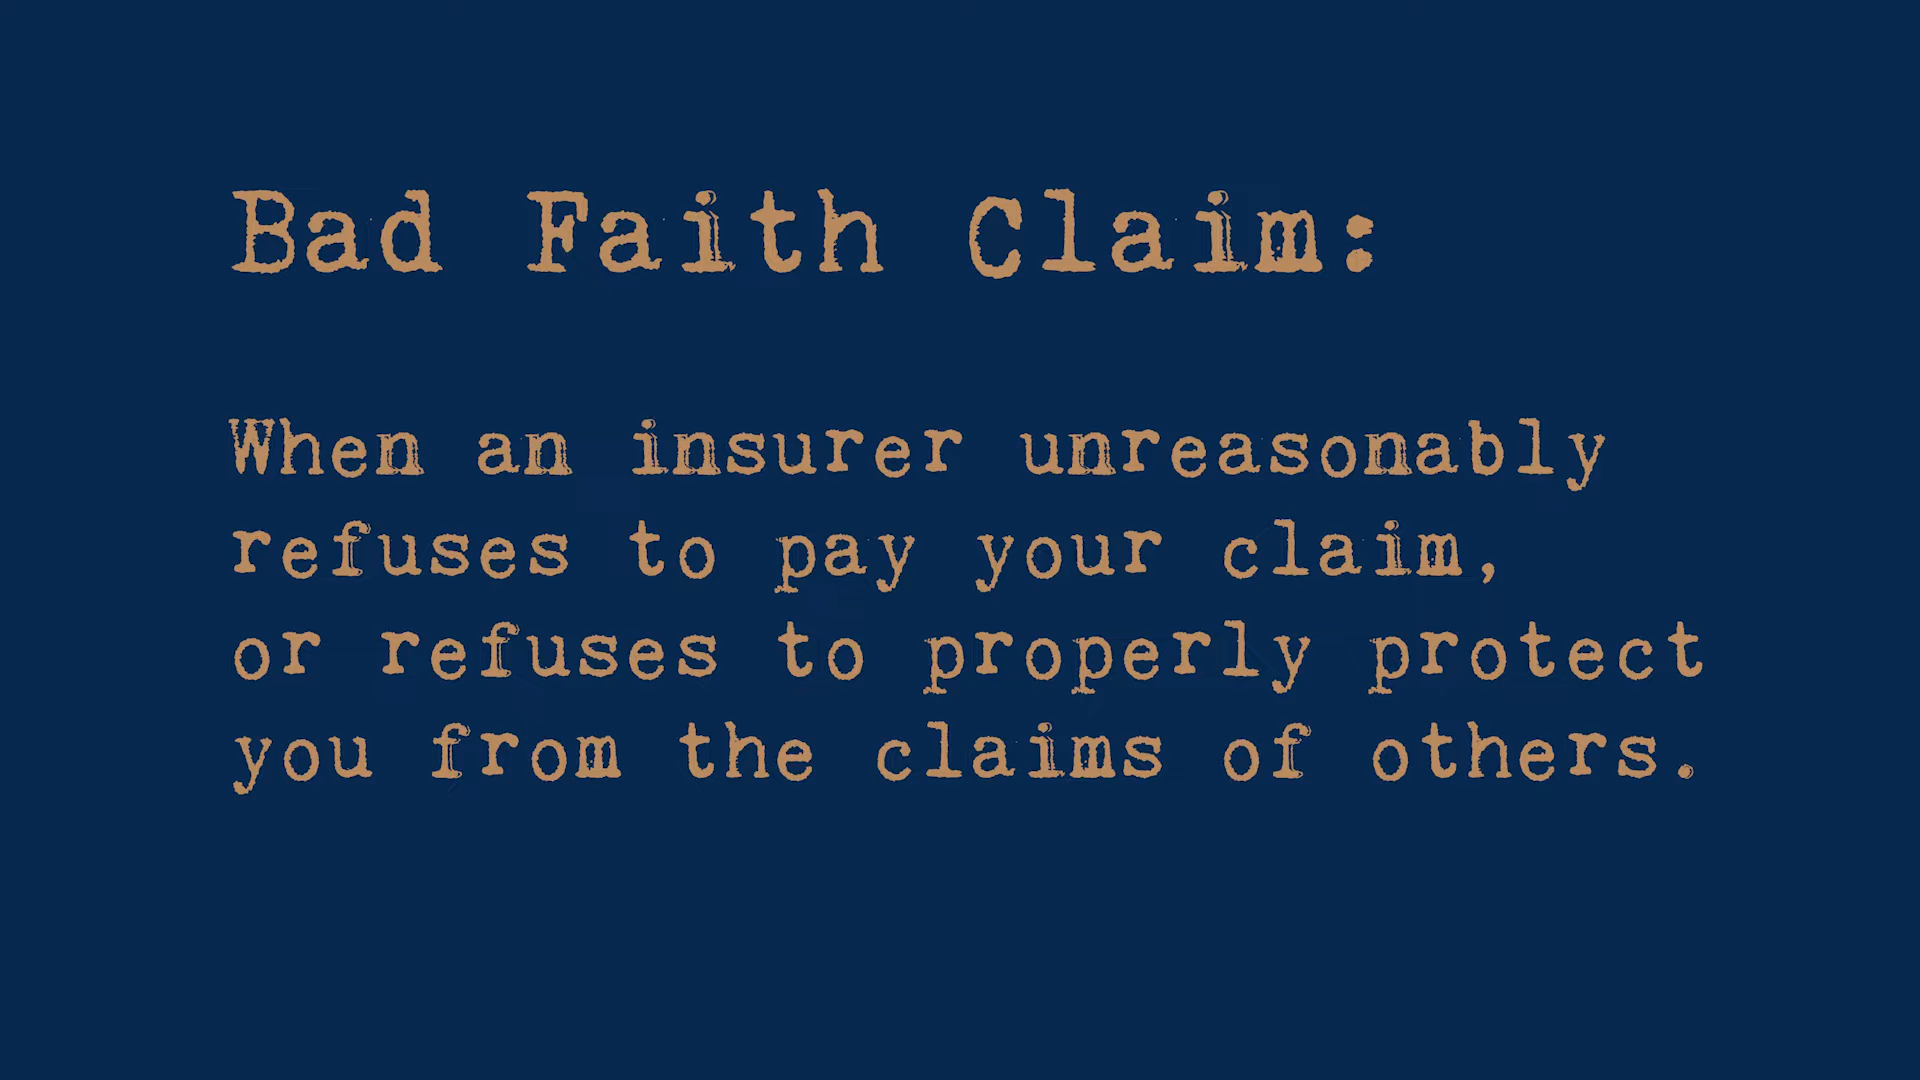 Bad Faith Claim:
When an insurer unreasonably
refuses to pay your claim,
or refuses to properly protect
you from the claims of others.